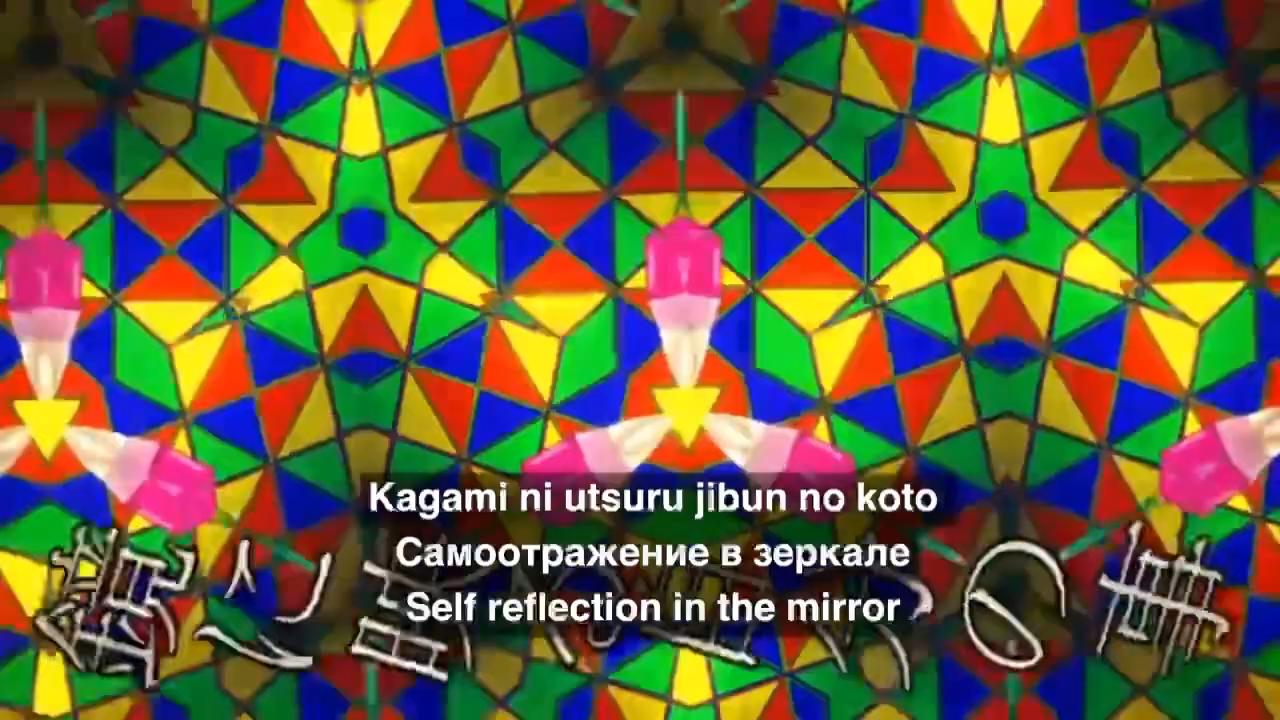 Kagami ni utsuru jibun no koto
Самоотражение в зеркале
Self reflection in the mirror